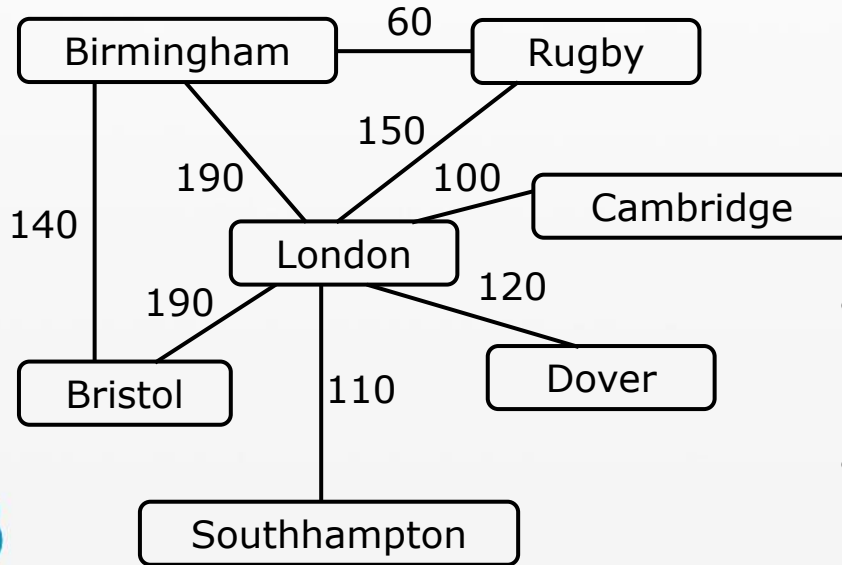 60
Birmingham
Rugby
150
190
100
Cambridge
140
London
120
190
Dover
Bristol
110
Southhampton